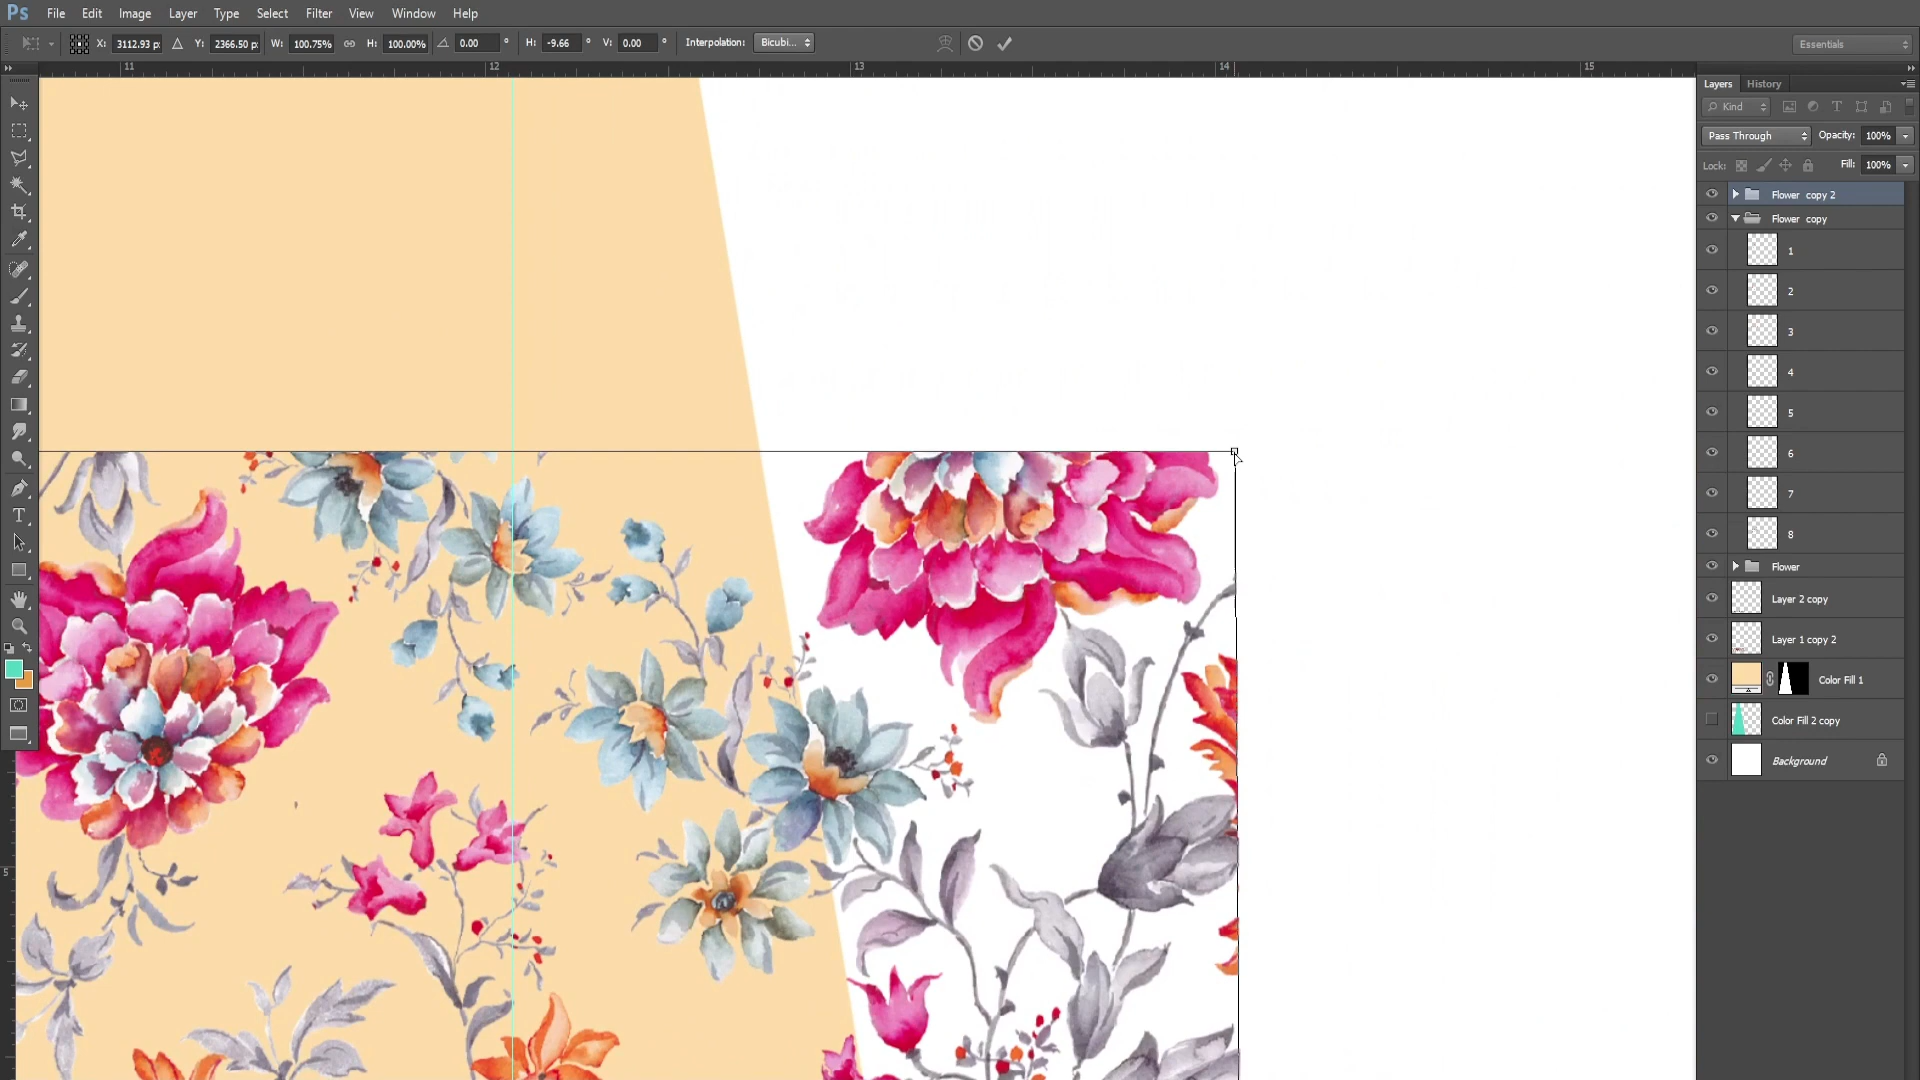 Ps File Edit Image Layer Type Select Filter View Window Help
X: 3112.93 p: Y: 2366.50 p: W: 100.75% H: 100.00% 0.00 ° H: -9.66 ° V: 0.00 ° Interpolation: Bicubi... Essentials
11 12 13 14 15
Layers History
Kind T
Pass Through Opacity: 100%
Lock: Fill: 100%
Flower copy 2
Flower copy
1
2
3
4
5
6
7
8
Flower
Layer 2 copy
Layer 1 copy 2
Color Fill 1
Color Fill 2 copy
Background
T
5